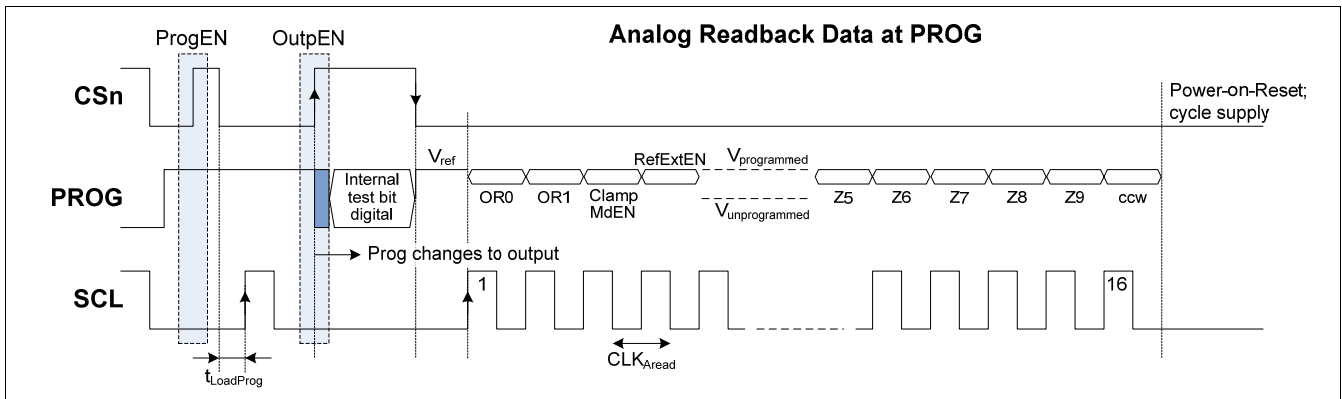 Analog Readback Data at PROG
ProgEN
OutpEN
CSn
Power-on-Reset;
cycle supply
PROG
Internal
test bit
digital
Vref
OR0
OR1
Clamp
MdEN
RefExtEN
Vprogrammed
Vunprogrammed
Z5
Z6
Z7
Z8
Z9
ccw
Prog changes to output
SCL
1
16
tLoadProg
CLKAread